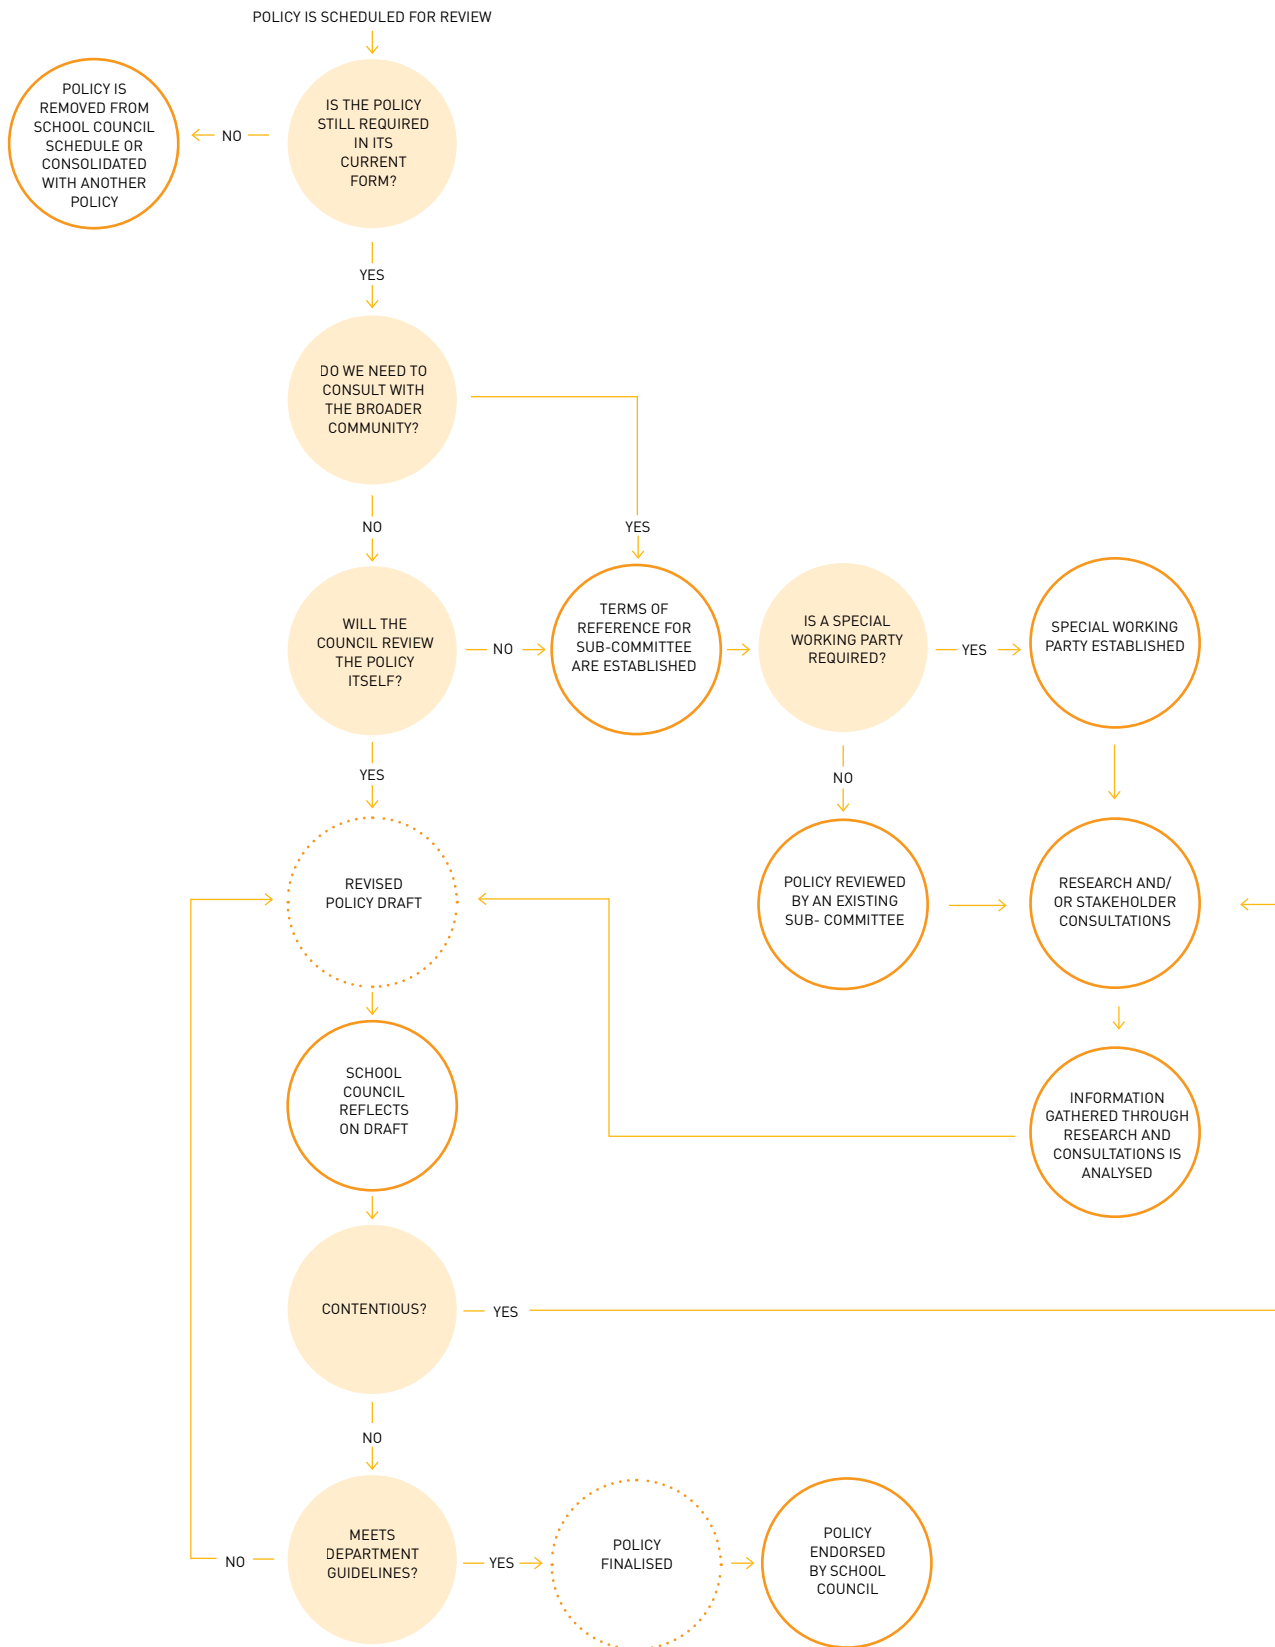 POLICY IS SCHEDULED FOR REVIEW
POLICY IS
REMOVED FROM
SCHOOL COUNCIL
SCHEDULE OR
CONSOLIDATED
WITH ANOTHER
POLICY
NO
IS THE POLICY
STILL REQUIRED
IN ITS
CURRENT
FORM?
YES
DO WE NEED TO
CONSULT WITH
THE BROADER
COMMUNITY?
NO
YES
WILL THE
COUNCIL REVIEW
THE POLICY
ITSELF?
NO
TERMS OF
REFERENCE FOR
SUB-COMMITTEE
ARE ESTABLISHED
IS A SPECIAL
WORKING PARTY
REQUIRED?
YES
SPECIAL WORKING
PARTY ESTABLISHED
YES
NO
REVISED
POLICY DRAFT
POLICY REVIEWED
BY AN EXISTING
SUB- COMMITTEE
RESEARCH AND/
OR STAKEHOLDER
CONSULTATIONS
SCHOOL
COUNCIL
REFLECTS
ON DRAFT
INFORMATION
GATHERED THROUGH
RESEARCH AND
CONSULTATIONS IS
ANALYSED
CONTENTIOUS?
YES
NO
NO
MEETS
DEPARTMENT
GUIDELINES?
YES
POLICY
FINALISED
POLICY
ENDORSED
BY SCHOOL
COUNCIL